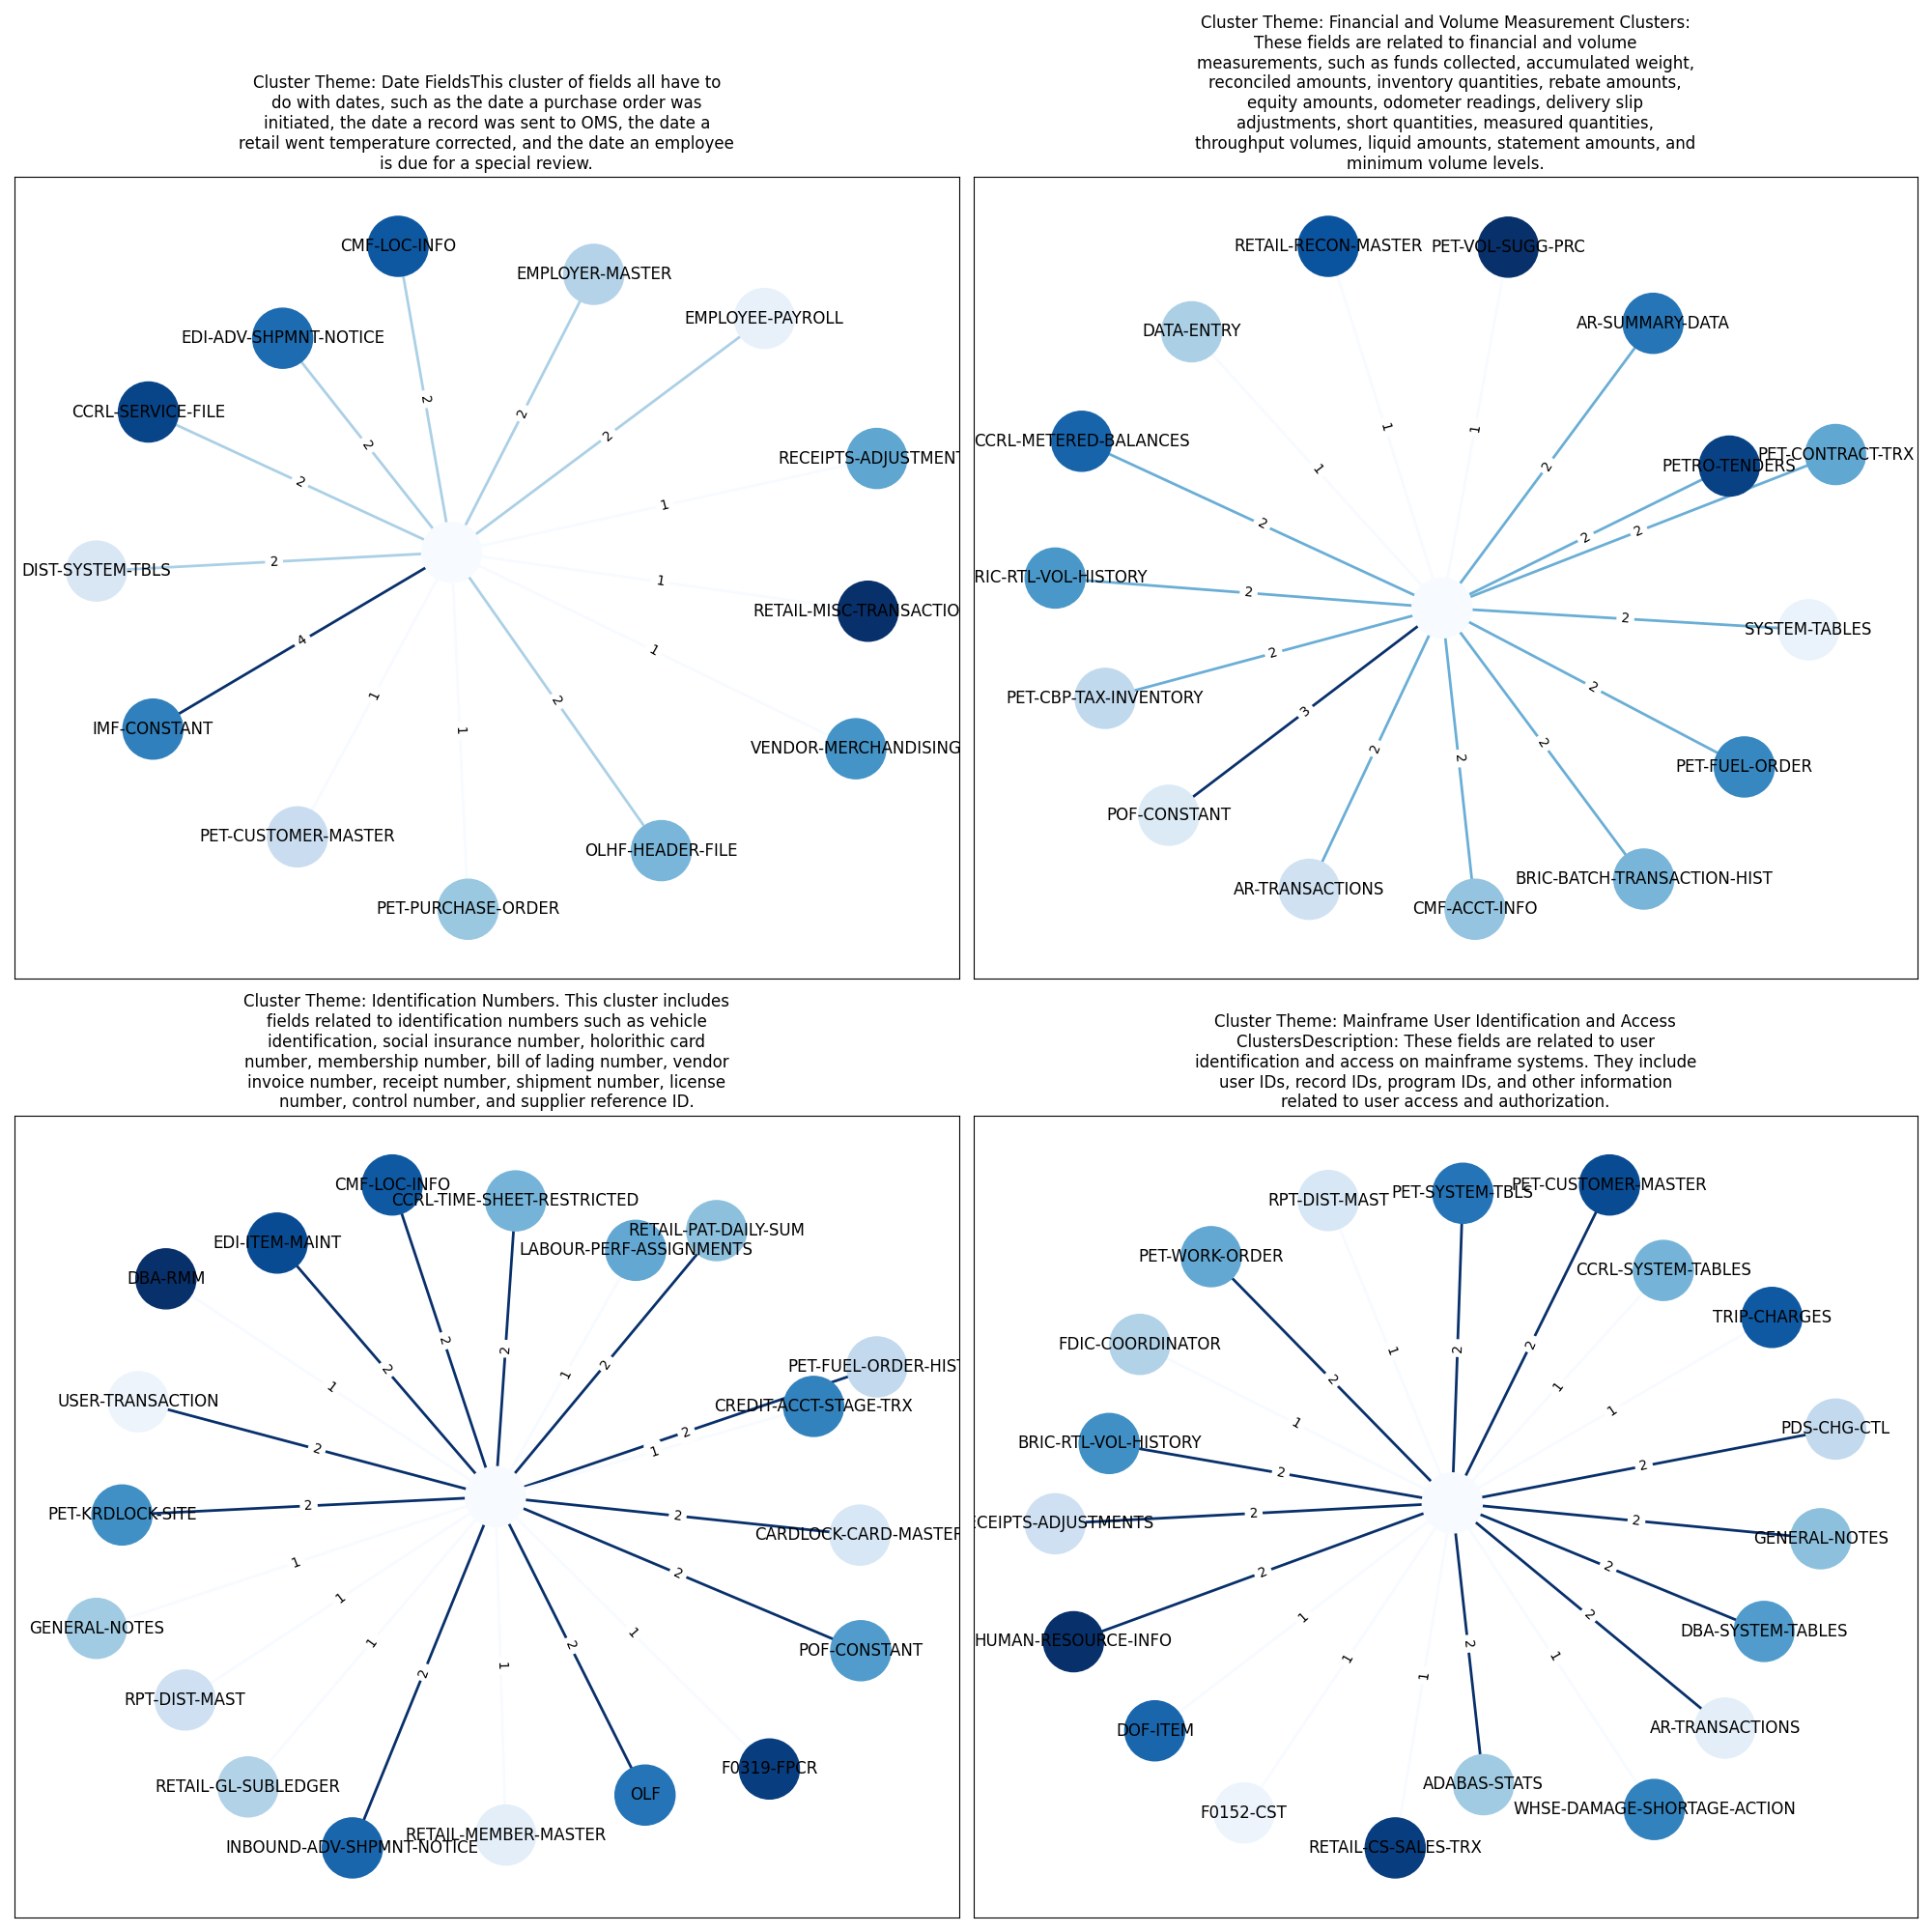 Cluster Theme: Date FieldsThis cluster of fields all have to
do with dates, such as the date a purchase order was
initiated, the date a record was sent to OMS, the date a
retail went temperature corrected, and the date an employee
is due for a special review.
CMF-LOC-INFO
EMPLOYER-MASTER
EMPLOYEE-PAYROLL
EDI-ADV-SHPMNT-NOTICE
CCRL-SERVICE-FILE
RECEIPTS-ADJUSTMENT
DIST-SYSTEM-TBLS
RETAIL-MISC-TRANSACTIO
IMF-CONSTANT
VENDOR-MERCHANDISING
PET-CUSTOMER-MASTER
OLHF-HEADER-FILE
PET-PURCHASE-ORDER
2
2
2
2
2
1
2
1
4
1
1
1
2
Cluster Theme: Financial and Volume Measurement Clusters:
These fields are related to financial and volume
measurements, such as funds collected, accumulated weight,
reconciled amounts, inventory quantities, rebate amounts,
equity amounts, odometer readings, delivery slip
adjustments, short quantities, measured quantities,
throughput volumes, liquid amounts, statement amounts, and
minimum volume levels.
RETAIL-RECON-MASTER
PET-VOL-SUGG-PRC
DATA-ENTRY
AR-SUMMARY-DATA
CCRL-METERED-BALANCES
PETRO-TENDERS
PET-CONTRACT-TRX
RIC-RTL-VOL-HISTORY
SYSTEM-TABLES
PET-CBP-TAX-INVENTORY
PET-FUEL-ORDER
POF-CONSTANT
AR-TRANSACTIONS
CMF-ACCT-INFO
BRIC-BATCH-TRANSACTION-HIST
1
1
1
2
2
2
2
2
2
2
2
3
2
2
2
Cluster Theme: Identification Numbers. This cluster includes
fields related to identification numbers such as vehicle
identification, social insurance number, holorithic card
number, membership number, bill of lading number, vendor
invoice number, receipt number, shipment number, license
number, control number, and supplier reference ID.
CMF-LOC-INFO
CCRL-TIME-SHEET-RESTRICTED
RETAIL-PAT-DAILY-SUM
EDI-ITEM-MAINT
LABOUR-PERF-ASSIGNMENTS
DBA-RMM
PET-FUEL-ORDER-HIST
USER-TRANSACTION
CREDIT-ACCT-STAGE-TRX
PET-KRDLOCK-SITE
CARDLOCK-CARD-MASTER
GENERAL-NOTES
POF-CONSTANT
RPT-DIST-MAST
RETAIL-GL-SUBLEDGER
F0319-FPCR
OLF
INBOUND-ADV-SHPMNT-NOTICE
RETAIL-MEMBER-MASTER
2
2
2
1
2
1
2
1
2
2
2
1
2
1
1
1
2
1
2
Cluster Theme: Mainframe User Identification and Access
ClustersDescription: These fields are related to user
identification and access on mainframe systems. They include
user IDs, record IDs, program IDs, and other information
related to user access and authorization.
RPT-DIST-MAST
PET-SYSTEM-TBLS
PET-CUSTOMER-MASTER
PET-WORK-ORDER
CCRL-SYSTEM-TABLES
TRIP-CHARGES
FDIC-COORDINATOR
BRIC-RTL-VOL-HISTORY
PDS-CHG-CTL
ECEIPTS-ADJUSTMENTS
GENERAL-NOTES
HUMAN-RESOURCE-INFO
DBA-SYSTEM-TABLES
DOF-ITEM
AR-TRANSACTIONS
F0152-CST
ADABAS-STATS
WHSE-DAMAGE-SHORTAGE-ACTION
RETAIL-CS-SALES-TRX
1
2
2
2
1
1
1
2
2
2
2
2
2
1
2
1
2
1
1